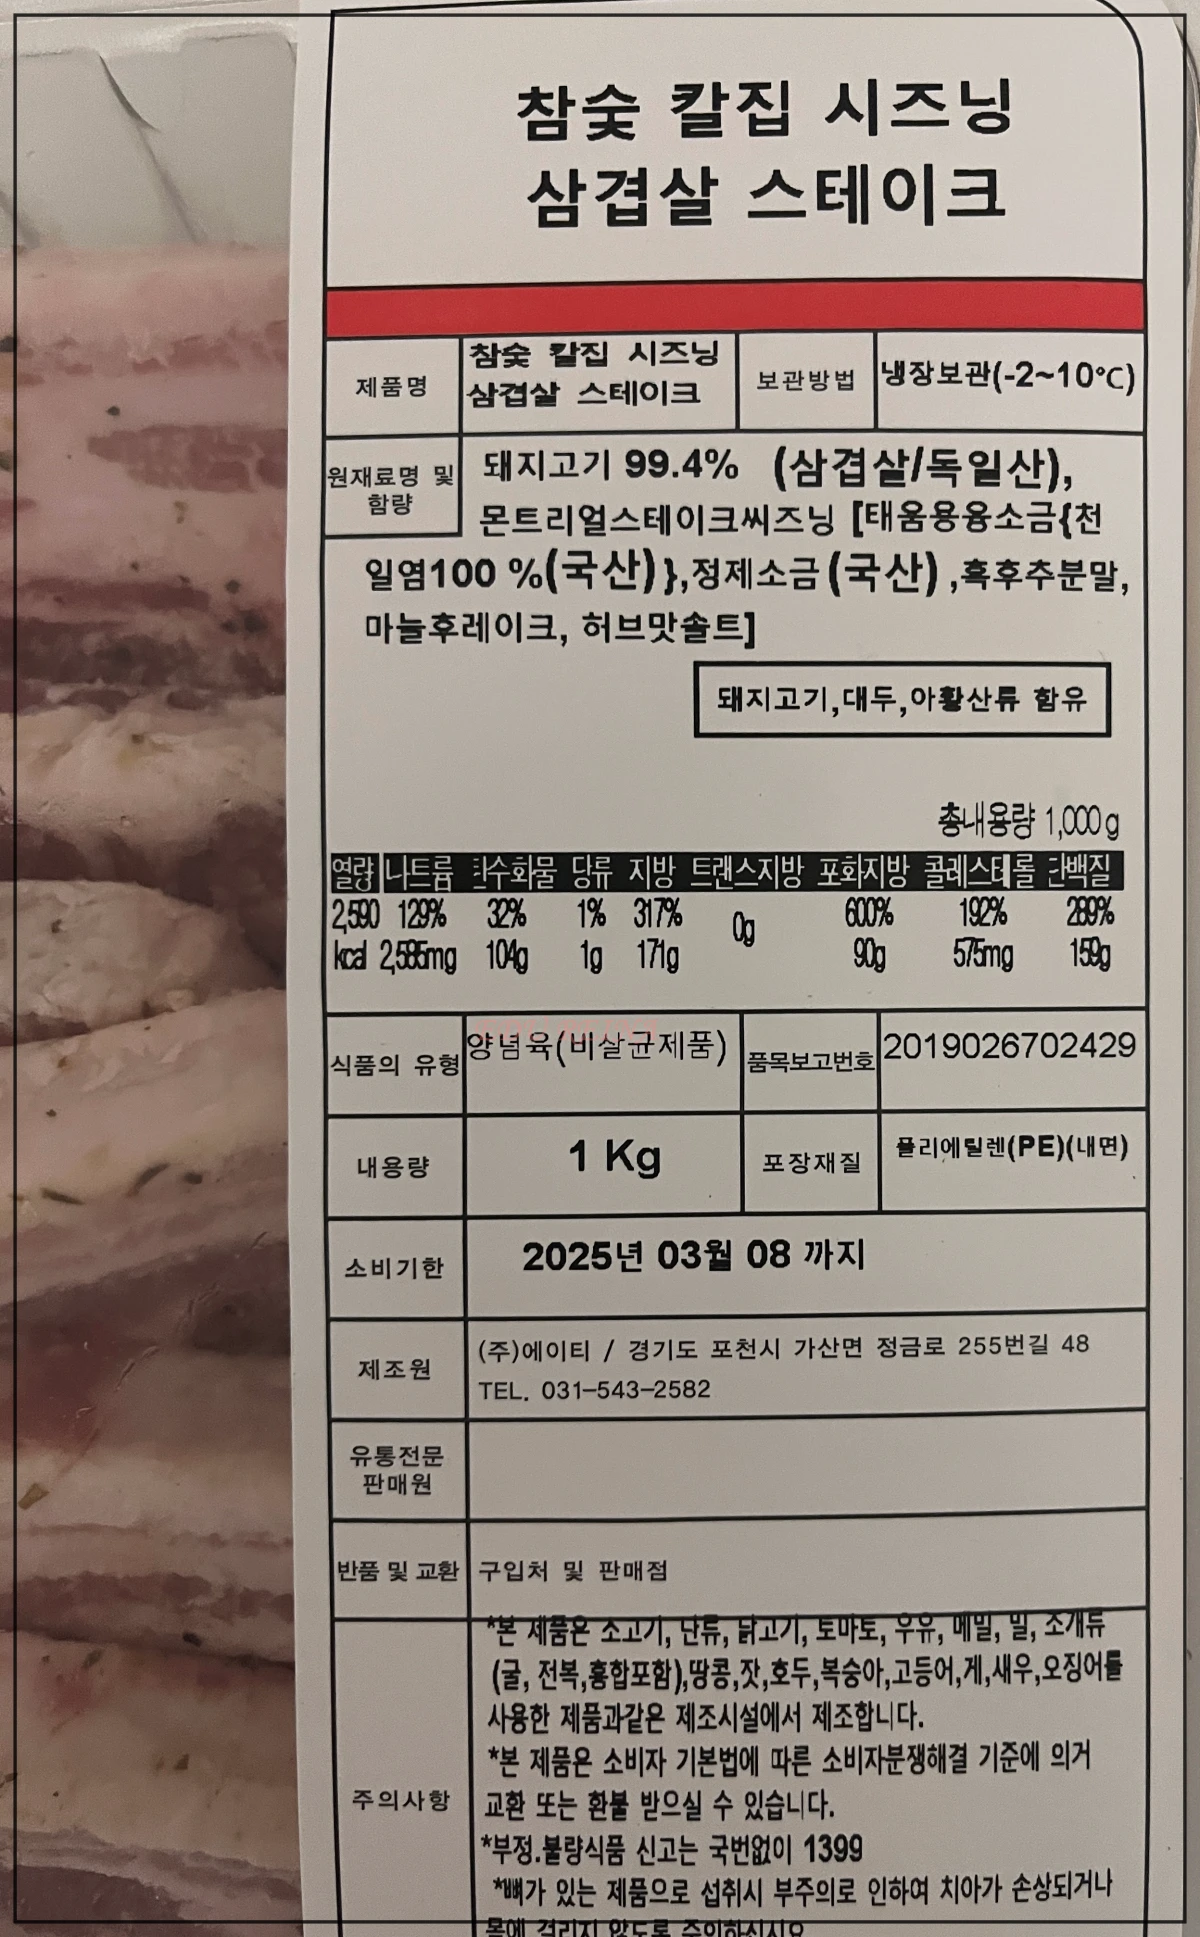 참숯 칼집 시즈닝
삼겹살 스테이크
제품명
참숯 칼집 시즈닝
삼겹살 스테이크
보관방법
냉장보관(-2~10℃)
원재료명 및
함량
돼지고기 99.4% (삼겹살/독일산),
몬트리얼스테이크씨즈닝 [태움용융소금{천
일염100 %(국산)},정제소금(국산),흑후추분말,
마늘후레이크, 허브맛솔트]
돼지고기,대두,아황산류 함유
총내용량 1,000g
열량 나트륨 탄수화물 당류 지방 트랜스지방 포화지방 콜레스테롤 단백질
2,590 129% 32% 1% 317% 0g 600% 192% 289%
kcal 2,585mg 104g 1g 171g 90g 575mg 159g
식품의 유형
양념육(비살균제품)
품목보고번호
2019026702429
내용량
1 Kg
포장재질
폴리에틸렌(PE)(내면)
소비기한
2025년 03월 08 까지
제조원
(주)에이티 / 경기도 포천시 가산면 정금로 255번길 48
TEL. 031-543-2582
유통전문
판매원
반품 및 교환
구입처 및 판매점
주의사항
*본 제품은 소고기, 난류, 닭고기, 토마토, 우유, 메밀, 밀, 조개류
(굴, 전복,홍합포함),땅콩,잣,호두,복숭아,고등어,게,새우,오징어를
사용한 제품과같은 제조시설에서 제조합니다.
*본 제품은 소비자 기본법에 따른 소비자분쟁해결 기준에 의거
교환 또는 환불 받으실 수 있습니다.
*부정.불량식품 신고는 국번없이 1399
*뼈가 있는 제품으로 섭취시 부주의로 인하여 치아가 손상되거나
목에 걸리지 않도록 주의하십시요